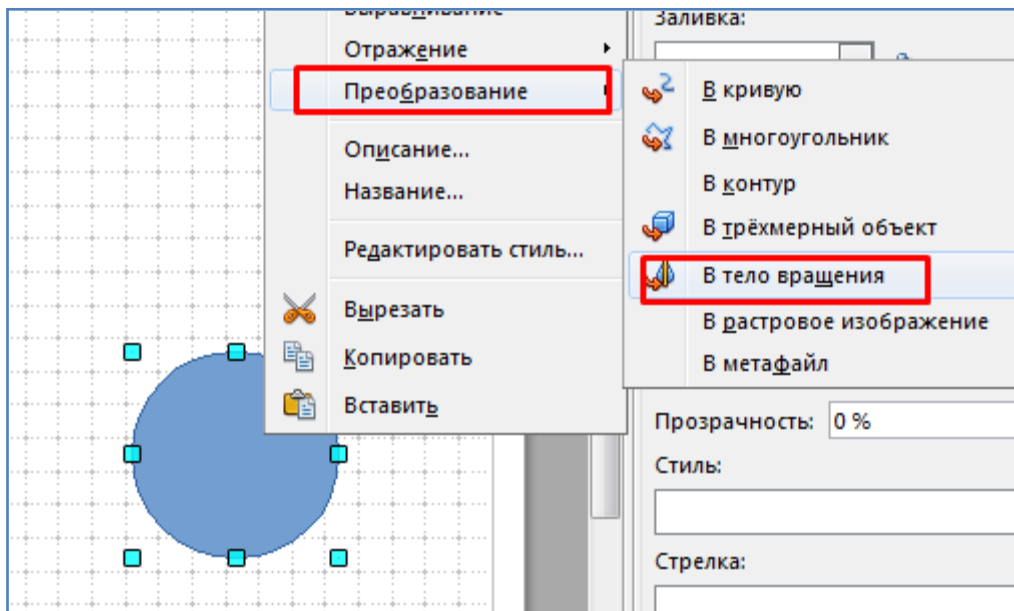 Выравнивание
Отражение
Преобразование
Описание...
Название...
Редактировать стиль...
Вырезать
Копировать
Вставить
В кривую
В многоугольник
В контур
В трёхмерный объект
В тело вращения
В растровое изображение
В метафайл
Заливка:
Прозрачность: 0 %
Стиль:
Стрелка: